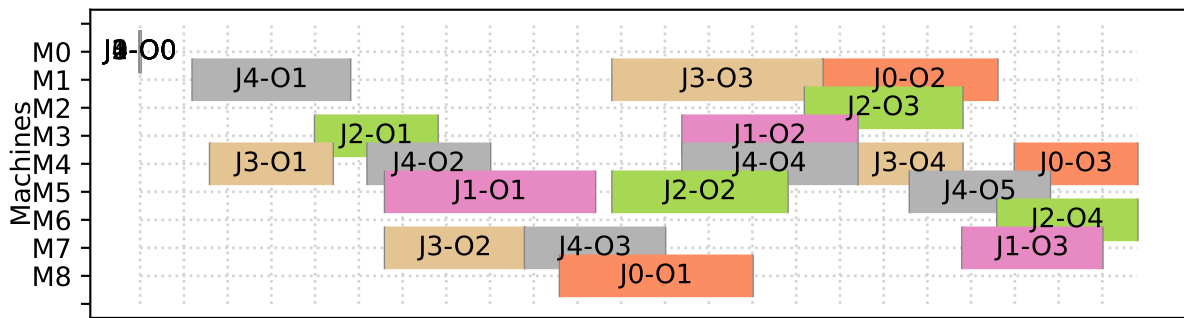 Machines
M0
M1 J4-O1 J3-O3 J0-O2
M2 J2-O3
M3 J2-O1 J1-O2
M4 J3-O1 J4-O2 J4-O4 J3-O4 J0-O3
M5 J1-O1 J2-O2 J4-O5
M6 J2-O4
M7 J3-O2 J4-O3 J1-O3
M8 J0-O1